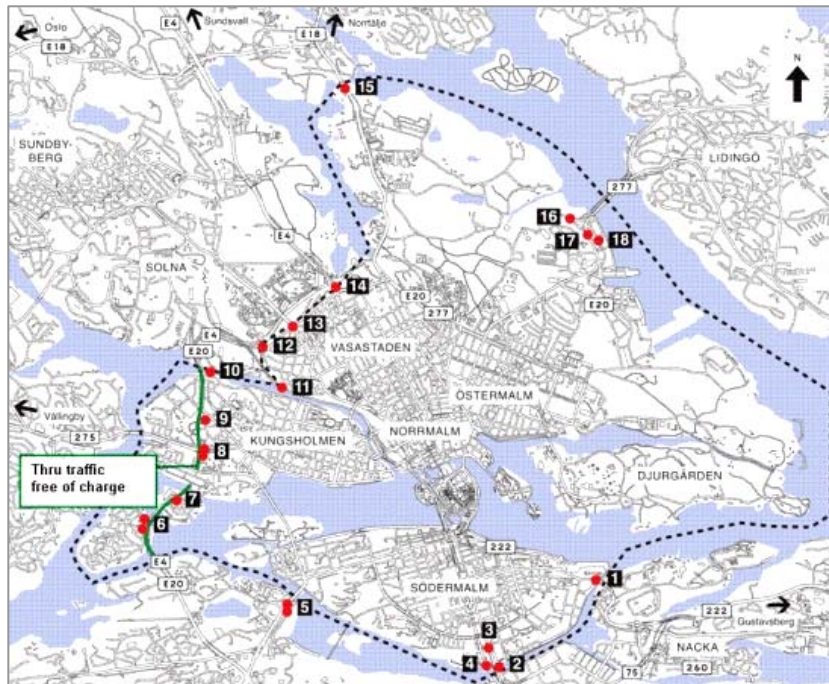 Oslo
E18
E4
Sundsvall
E18
Norrtälje
N
15
SUNDBY-
BERG
LIDINGÖ
277
16
17
18
E4
SOLNA
14
E20
277
E20
13
E4
12
VASASTADEN
E20
10
11
ÖSTERMALM
Vällingby
9
275
KUNGSHOLMEN
NORRMALM
8
Thru traffic
free of charge
7
DJURGÅRDEN
6
222
E4
E20
1
SÖDERMALM
5
222
Gustavsberg
3
NACKA
4
2
75
260